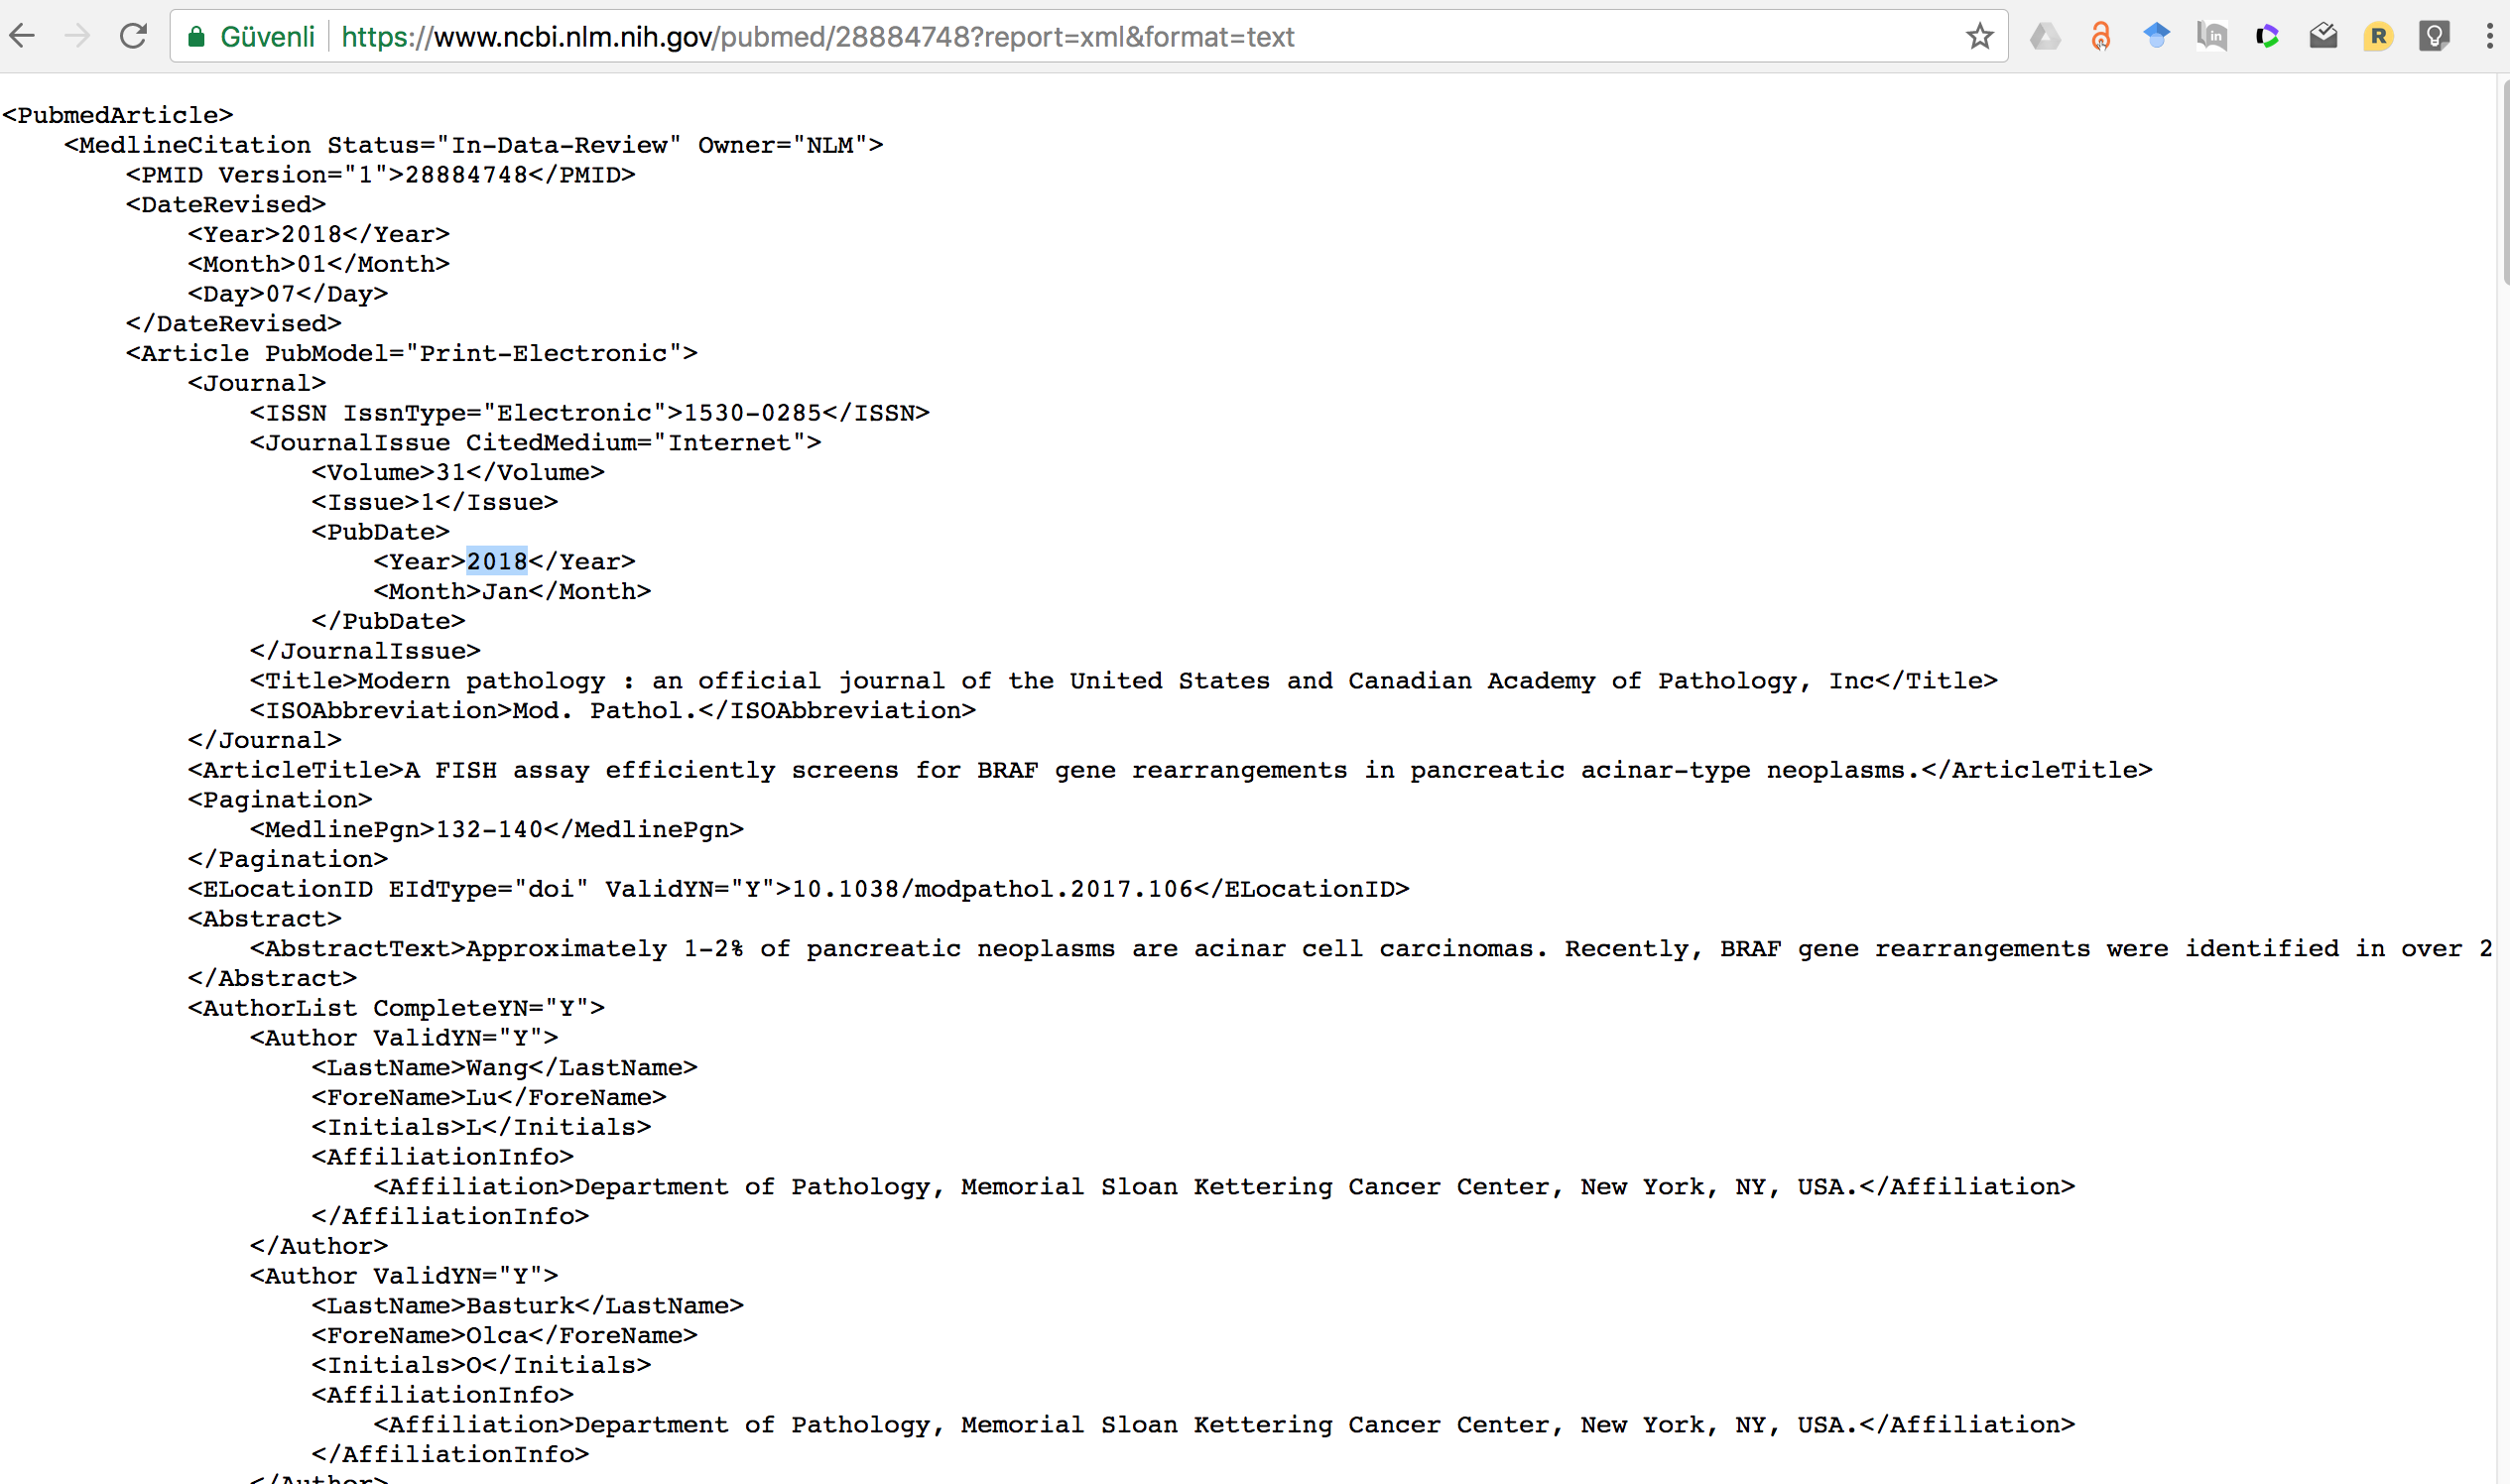 Güvenli https://www.ncbi.nlm.nih.gov/pubmed/28884748?report=xml&format=text
<PubmedArticle>
<MedlineCitation Status="In-Data-Review" Owner="NLM">
<PMID Version="1">28884748</PMID>
<DateRevised>
<Year>2018</Year>
<Month>01</Month>
<Day>07</Day>
</DateRevised>
<Article PubModel="Print-Electronic">
<Journal>
<ISSN IssnType="Electronic">1530-0285</ISSN>
<JournalIssue CitedMedium="Internet">
<Volume>31</Volume>
<Issue>1</Issue>
<PubDate>
<Year>2018</Year>
<Month>Jan</Month>
</PubDate>
</JournalIssue>
<Title>Modern pathology : an official journal of the United States and Canadian Academy of Pathology, Inc</Title>
<ISOAbbreviation>Mod. Pathol.</ISOAbbreviation>
</Journal>
<ArticleTitle>A FISH assay efficiently screens for BRAF gene rearrangements in pancreatic acinar-type neoplasms.</ArticleTitle>
<Pagination>
<MedlinePgn>132-140</MedlinePgn>
</Pagination>
<ELocationID EIdType="doi" ValidYN="Y">10.1038/modpathol.2017.106</ELocationID>
<Abstract>
<AbstractText>Approximately 1-2% of pancreatic neoplasms are acinar cell carcinomas. Recently, BRAF gene rearrangements were identified in over 2
</Abstract>
<AuthorList CompleteYN="Y">
<Author ValidYN="Y">
<LastName>Wang</LastName>
<ForeName>Lu</ForeName>
<Initials>L</Initials>
<AffiliationInfo>
<Affiliation>Department of Pathology, Memorial Sloan Kettering Cancer Center, New York, NY, USA.</Affiliation>
</AffiliationInfo>
</Author>
<Author ValidYN="Y">
<LastName>Basturk</LastName>
<ForeName>Olca</ForeName>
<Initials>O</Initials>
<AffiliationInfo>
<Affiliation>Department of Pathology, Memorial Sloan Kettering Cancer Center, New York, NY, USA.</Affiliation>
</AffiliationInfo>
</Author>